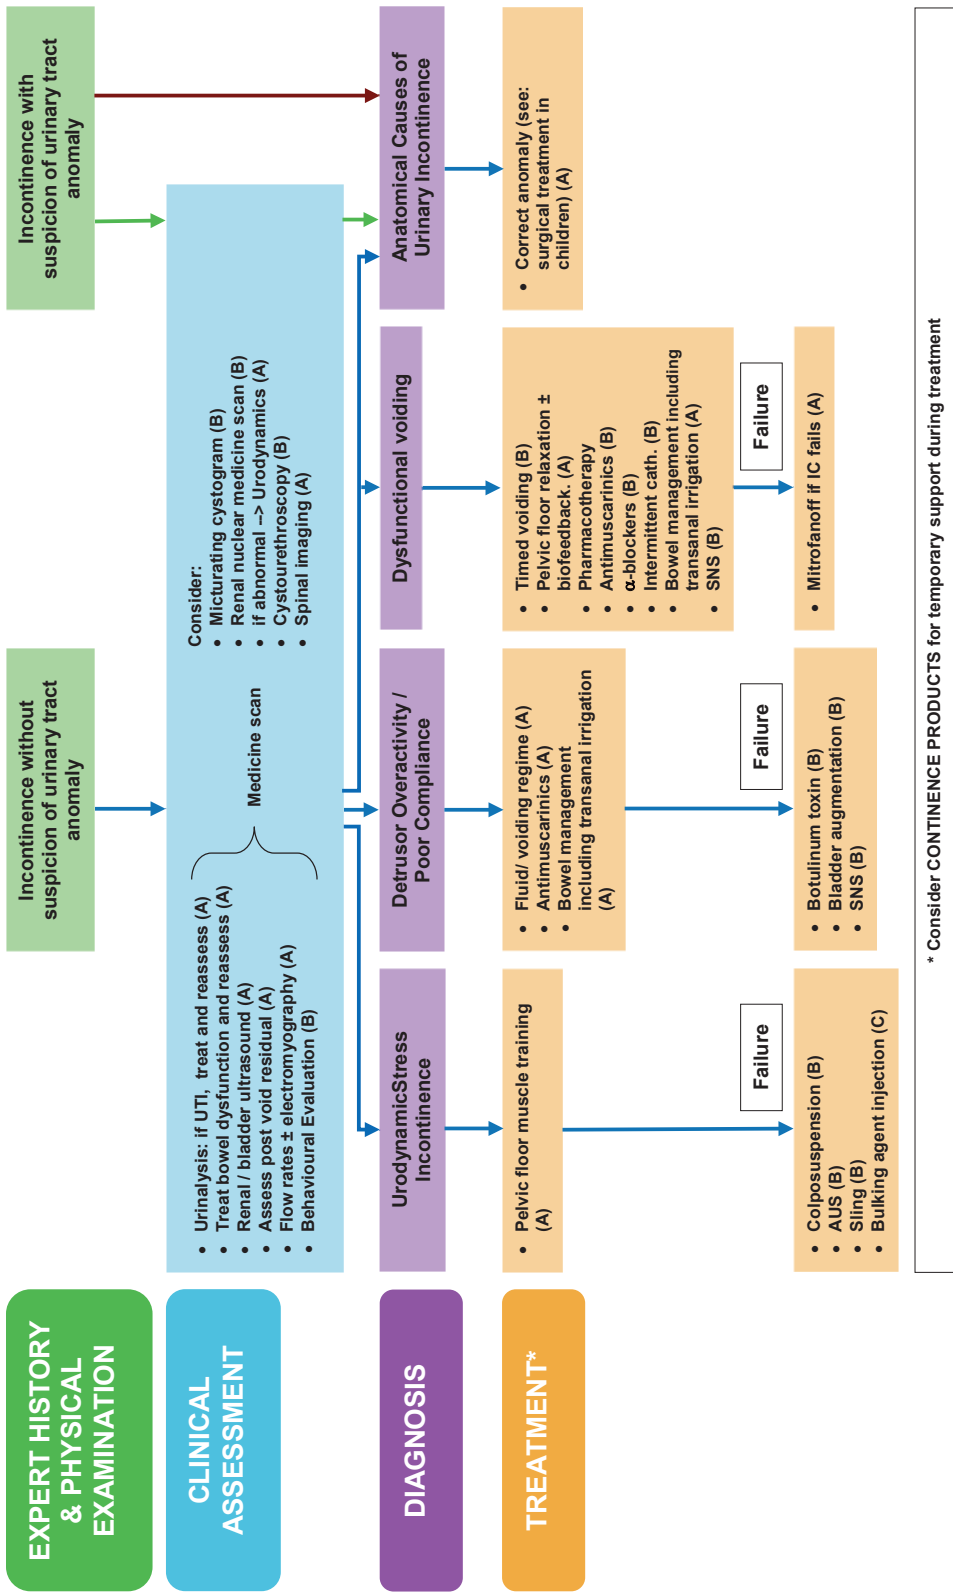 EXPERT HISTORY
& PHYSICAL
EXAMINATION
Incontinence without
suspicion of urinary tract
anomaly
Incontinence with
suspicion of urinary tract
anomaly
CLINICAL
ASSESSMENT
• Urinalysis: if UTI, treat and reassess (A)
• Treat bowel dysfunction and reassess (A)
• Renal / bladder ultrasound (A)
• Assess post void residual (A)
• Flow rates ± electromyography (A)
• Behavioural Evaluation (B)
Medicine scan
Consider:
• Micturating cystogram (B)
• Renal nuclear medicine scan (B)
• if abnormal --> Urodynamics (A)
• Cystourethroscopy (B)
• Spinal imaging (A)
DIAGNOSIS
UrodynamicStress
Incontinence
Detrusor Overactivity /
Poor Compliance
Dysfunctional voiding
Anatomical Causes of
Urinary Incontinence
TREATMENT*
• Pelvic floor muscle training
(A)
• Fluid/ voiding regime (A)
• Antimuscarinics (A)
• Bowel management
including transanal irrigation
(A)
• Timed voiding (B)
• Pelvic floor relaxation ±
biofeedback. (A)
• Pharmacotherapy
• Antimuscarinics (B)
• α-blockers (B)
• Intermittent cath. (B)
• Bowel management including
transanal irrigation (A)
• SNS (B)
• Correct anomaly (see:
surgical treatment in
children) (A)
Failure
Failure
Failure
• Colposuspension (B)
• AUS (B)
• Sling (B)
• Bulking agent injection (C)
• Botulinum toxin (B)
• Bladder augmentation (B)
• SNS (B)
• Mitrofanoff if IC fails (A)
* Consider CONTINENCE PRODUCTS for temporary support during treatment